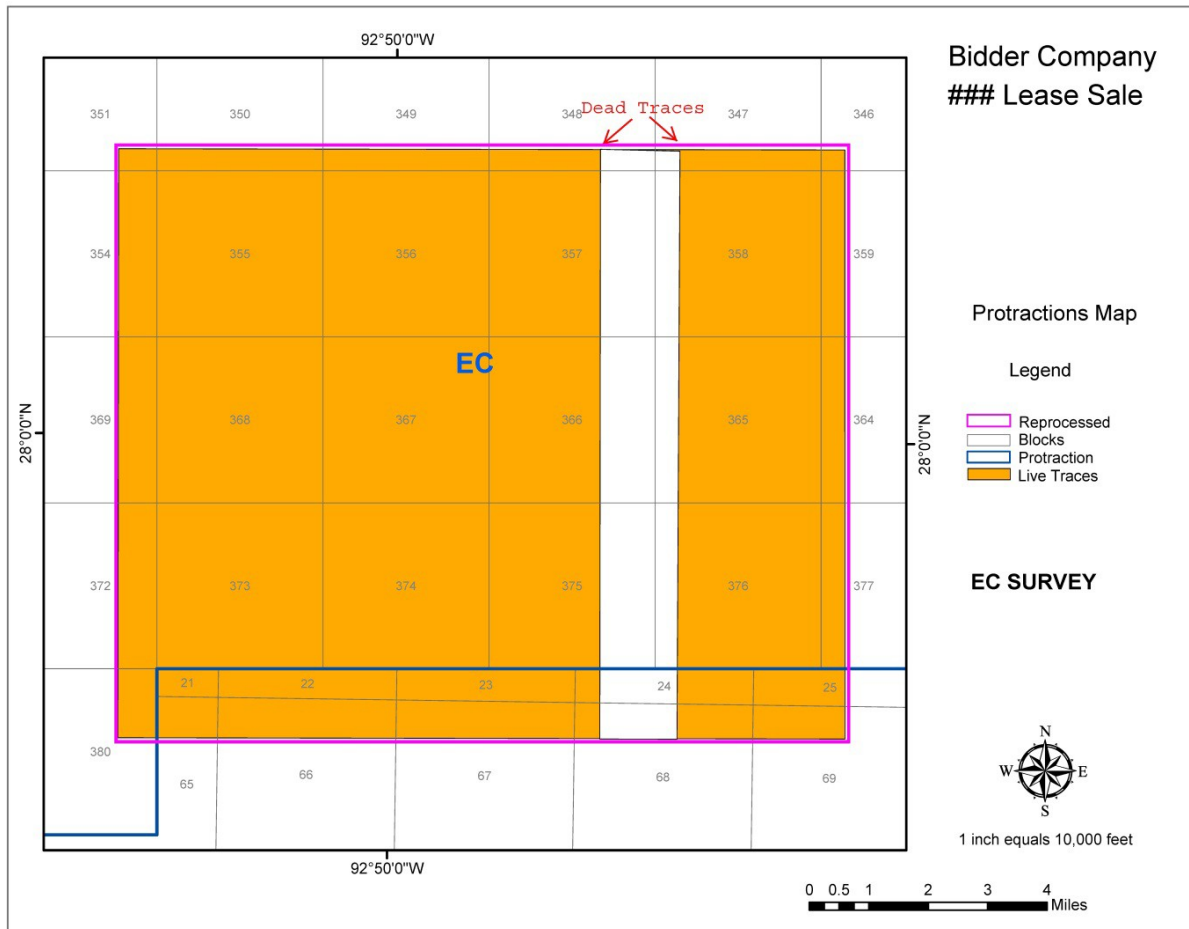 92°50'0"W
Bidder Company
### Lease Sale
351 350 349 348 347 346
Dead Traces
354 355 356 357 358 359
EC
369 368 367 366 365 364
28°0'0"N
28°0'0"N
372 373 374 375 376 377
21 22 23 24 25
380
65 66 67 68 69
92°50'0"W
Protractions Map
Legend
Reprocessed
Blocks
Protraction
Live Traces
EC SURVEY
N
W E
S
1 inch equals 10,000 feet
0 0.5 1 2 3 4
Miles